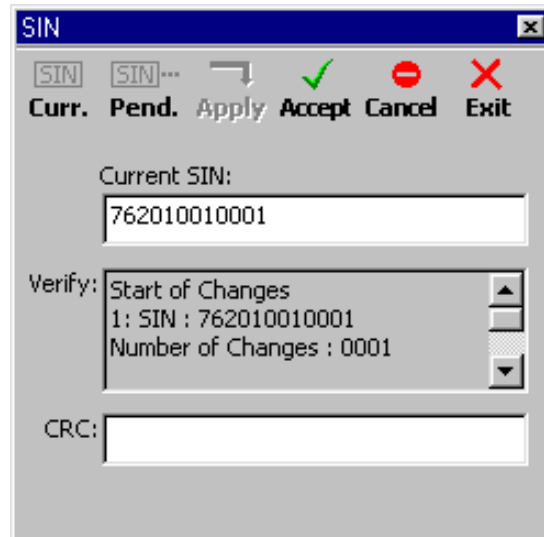 SIN
SIN SIN...
Curr. Pend. Apply Accept Cancel Exit
Current SIN:
762010010001
Verify:
Start of Changes
1: SIN : 762010010001
Number of Changes : 0001
CRC: